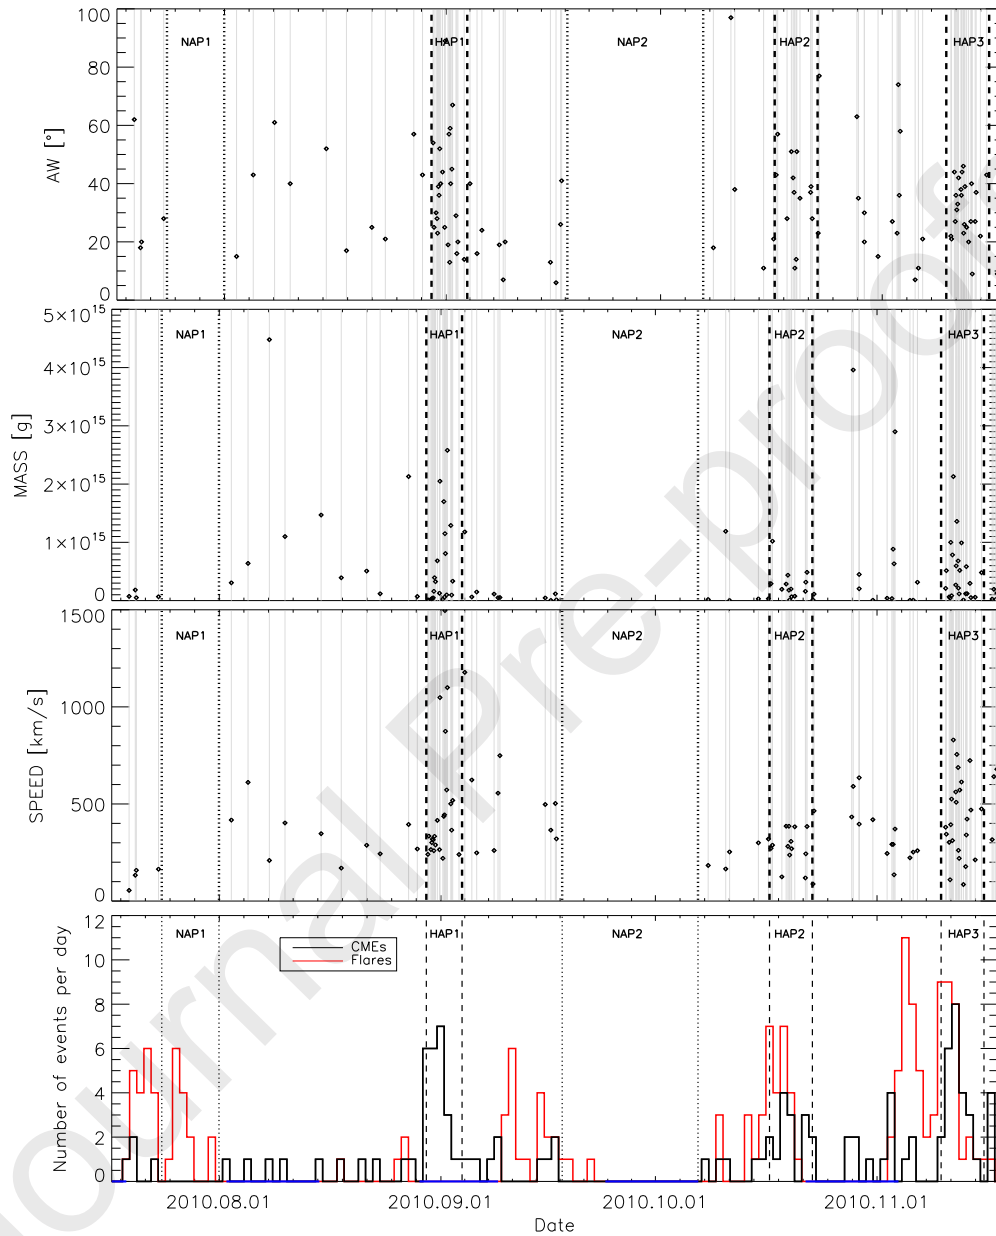 100
80
60
40
20
0
AW [°]
NAP1
HAP1
NAP2
HAP2
HAP3
5×10¹⁵
4×10¹⁵
3×10¹⁵
2×10¹⁵
1×10¹⁵
0
MASS [g]
NAP1
HAP1
NAP2
HAP2
HAP3
1500
1000
500
0
SPEED [km/s]
NAP1
HAP1
NAP2
HAP2
HAP3
12
10
8
6
4
2
0
Number of events per day
NAP1
HAP1
NAP2
HAP2
HAP3
CMEs
Flares
2010.08.01
2010.09.01
2010.10.01
2010.11.01
Date
Journal Pre-proof